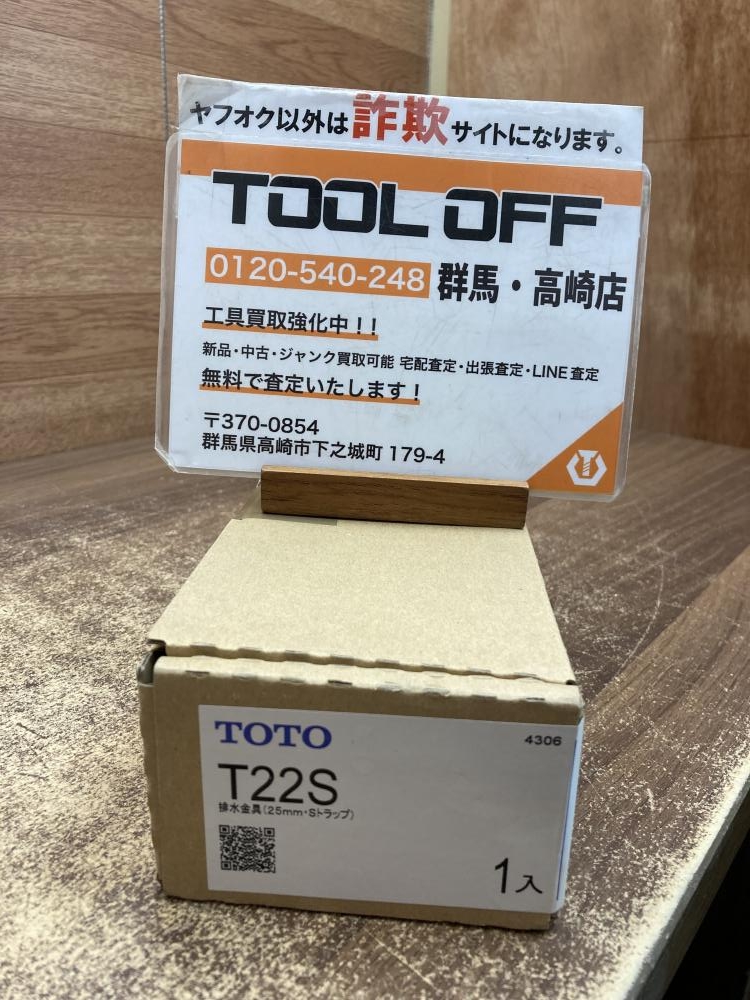 ヤフオク以外は詐欺サイトになります。
TOOL OFF
0120-540-248 群馬・高崎店
工具買取強化中！！
新品・中古・ジャンク買取可能 宅配査定・出張査定・LINE査定
無料で査定いたします！
〒370-0854
群馬県高崎市下之城町 179-4
TOTO
4306
T22S
排水金具(25mm・Sトラップ)
1入